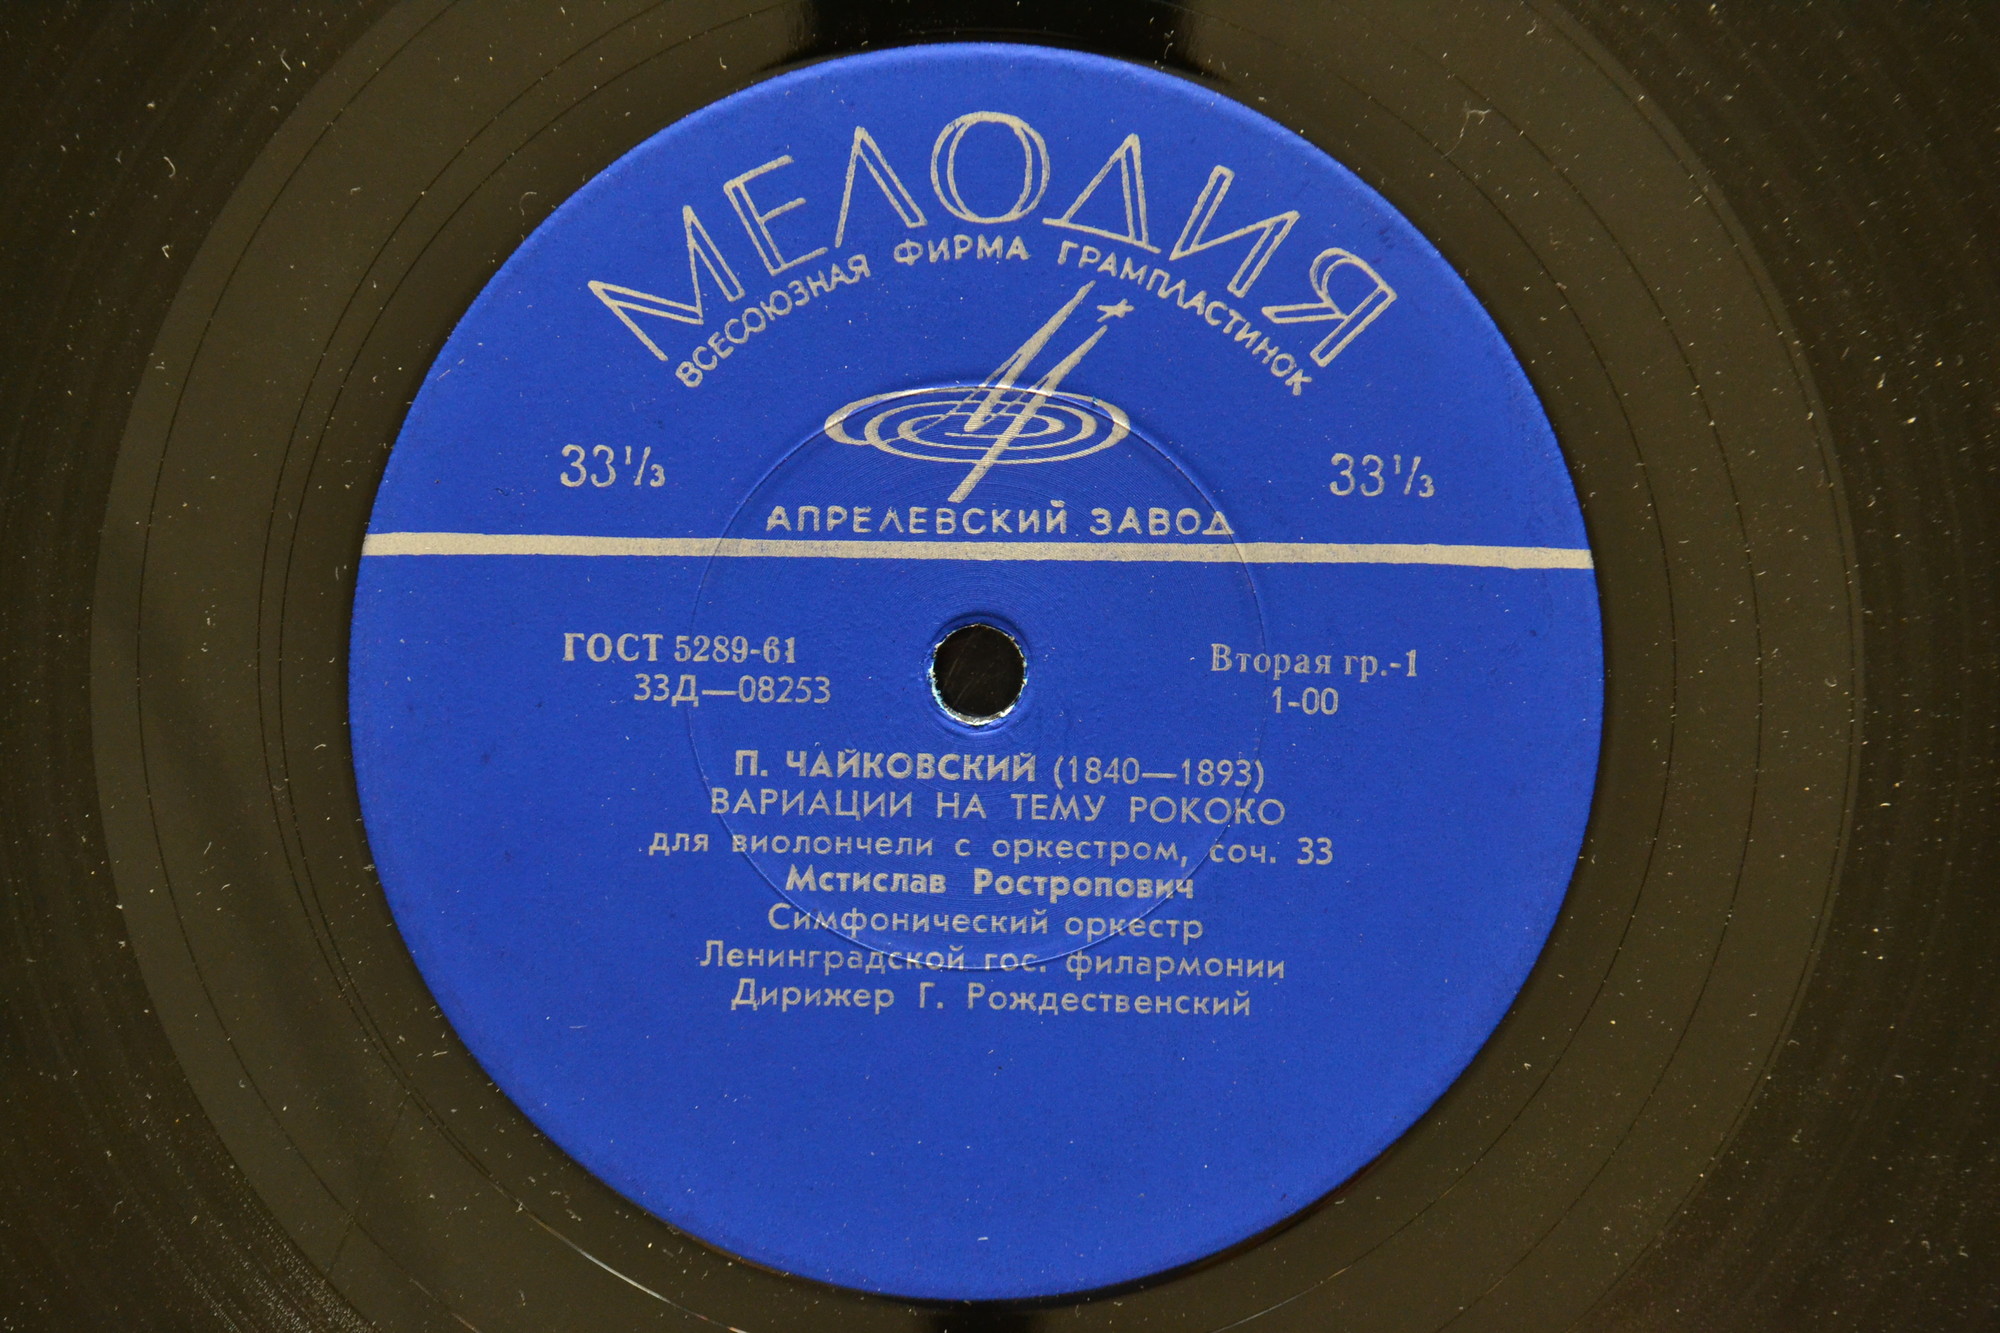 МЕЛОДИЯ
ВСЕСОЮЗНАЯ ФИРМА ГРАМПЛАСТИНОК
33⅓ 33⅓
АПРЕЛЕВСКИЙ ЗАВОД
ГОСТ 5289-61 Вторая гр.-1
33Д—08253 1-00
П. ЧАЙКОВСКИЙ (1840—1893)
ВАРИАЦИИ НА ТЕМУ РОКОКО
для виолончели с оркестром, соч. 33
Мстислав Ростропович
Симфонический оркестр
Ленинградской гос. филармонии
Дирижер Г. Рождественский